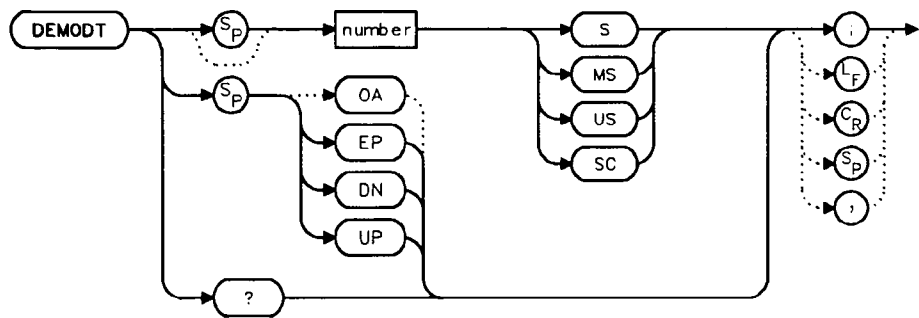 DEMODT
SP
number
S
MS
US
SC
SP
OA
EP
DN
UP
?
;
LF
CR
SP
,